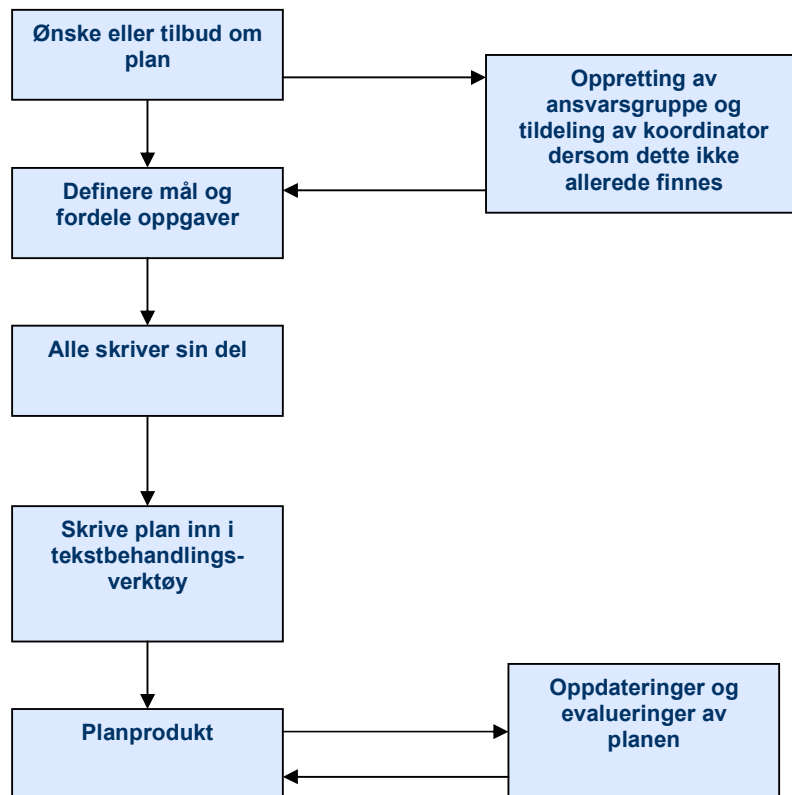 Ønske eller tilbud om
plan
Oppretting av
ansvarsgruppe og
tildeling av koordinator
dersom dette ikke
allerede finnes
Definere mål og
fordele oppgaver
Alle skriver sin del
Skrive plan inn i
tekstbehandlings-
verktøy
Planprodukt
Oppdateringer og
evalueringer av
planen